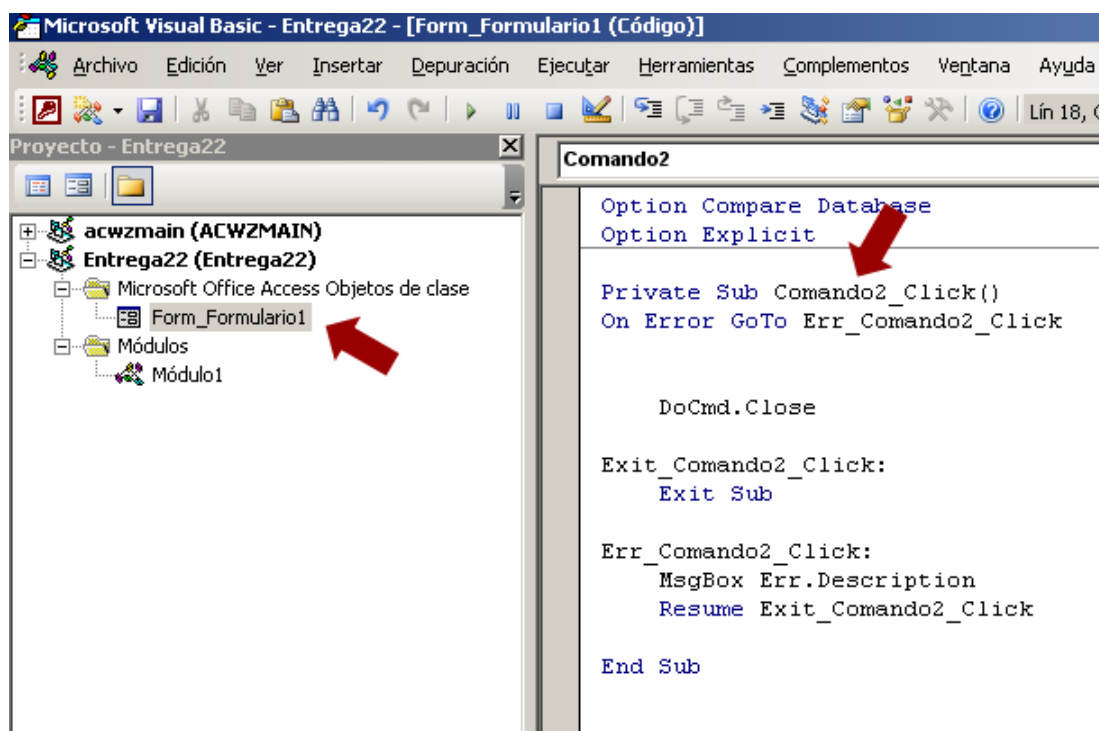 Microsoft Visual Basic - Entrega22 - [Form_Formulario1 (Código)]
Archivo Edición Ver Insertar Depuración Ejecutar Herramientas Complementos Ventana Ayuda
Lín 18,
Proyecto - Entrega22
acwzmain (ACWZMAIN)
Entrega22 (Entrega22)
Microsoft Office Access Objetos de clase
Form_Formulario1
Módulos
Módulo1
Comando2
Option Compare Database
Option Explicit
Private Sub Comando2_Click()
On Error GoTo Err_Comando2_Click
DoCmd.Close
Exit_Comando2_Click:
Exit Sub
Err_Comando2_Click:
MsgBox Err.Description
Resume Exit_Comando2_Click
End Sub